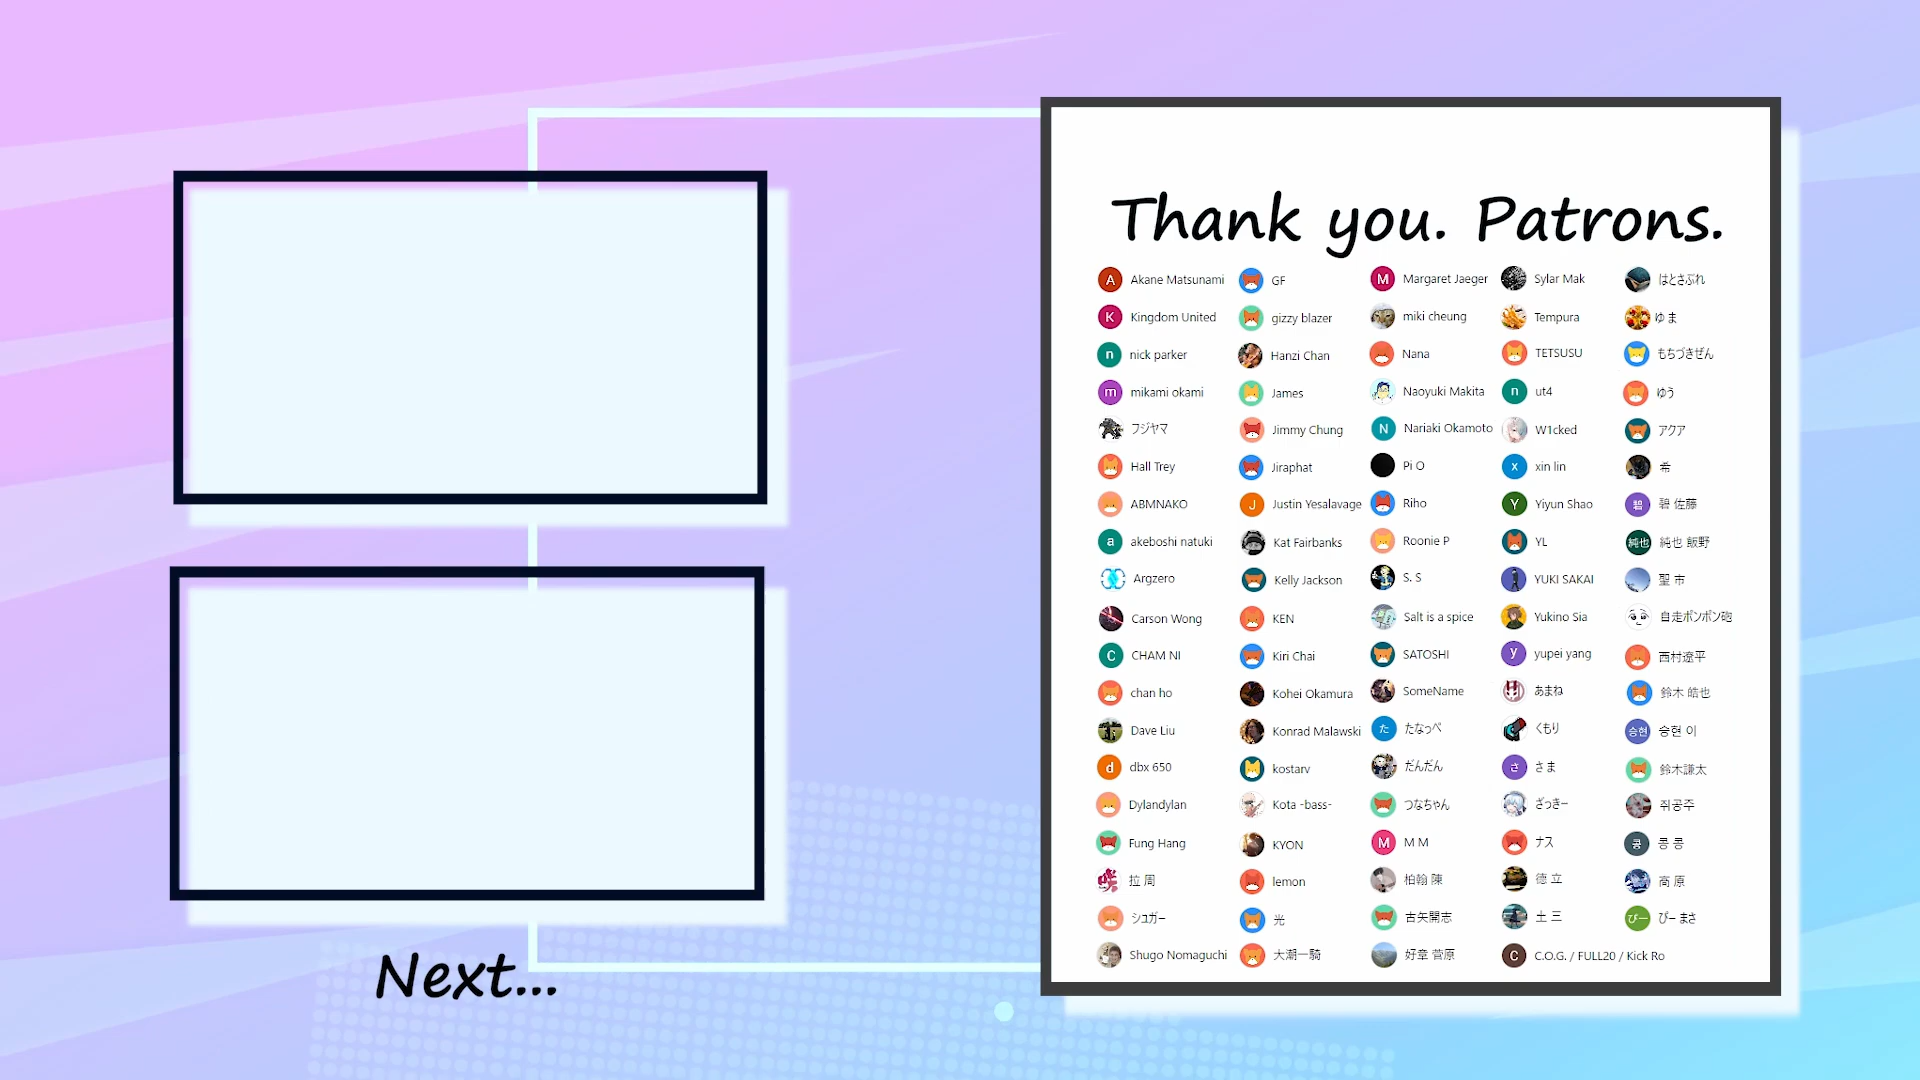 Thank you. Patrons.
Akane Matsunami
Kingdom United
nick parker
mikami okami
フジヤマ
Hall Trey
ABMNAKO
akeboshi natuki
Argzero
Carson Wong
CHAM NI
chan ho
Dave Liu
dbx 650
Dylandylan
Fung Hang
拉 周
シュガー
Shugo Nomaguchi
GF
gizzy blazer
Hanzi Chan
James
Jimmy Chung
Jiraphat
Justin Yesalavage
Kat Fairbanks
Kelly Jackson
KEN
Kiri Chai
Kohei Okamura
Konrad Malawski
kostarv
Kota -bass-
KYON
lemon
光
大潮一騎
Margaret Jaeger
miki cheung
Nana
Naoyuki Makita
Nariaki Okamoto
Pi O
Riho
Roonie P
S. S
Salt is a spice
SATOSHI
SomeName
たなっぺ
だんだん
つなちゃん
M M
柏翰 陳
古矢開志
好章 菅原
Sylar Mak
Tempura
TETSUSU
ut4
W1cked
xin lin
Yiyun Shao
YL
YUKI SAKAI
Yukino Sia
yupei yang
あまね
くもり
さま
ざっきー
ナス
德 立
土 三
C.O.G. / FULL20 / Kick Ro
はとさぶれ
ゆま
もちづきぜん
ゆう
アクア
希
碧 佐藤
純也 飯野
聖 市
自走ポンポン砲
西村遼平
鈴木 皓也
승현 이
鈴木謙太
쥐공주
콩 콩
高 原
ぴー まさ
Next...